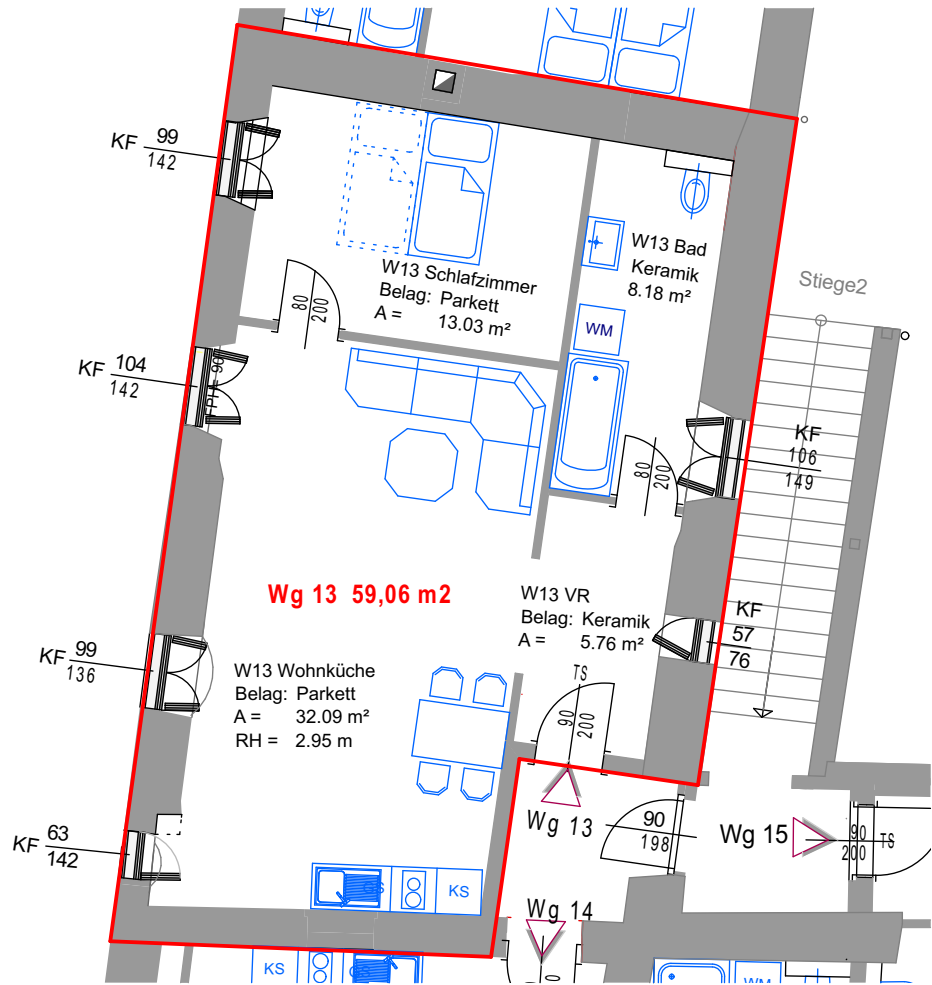 KF 99
142
W13 Schlafzimmer
Belag: Parkett
A = 13.03 m²
W13 Bad
Keramik
8.18 m²
WM
Stiege2
80
200
KF 104
142
FPH= 90
KF
106
149
80
200
Wg 13 59,06 m2
W13 VR
Belag: Keramik
A = 5.76 m²
KF
57
76
KF 99
136
W13 Wohnküche
Belag: Parkett
A = 32.09 m²
RH = 2.95 m
TS
90
200
KF 63
142
Wg 13
90
198
Wg 15
90
200
TS
KS
Wg 14
KS
WM